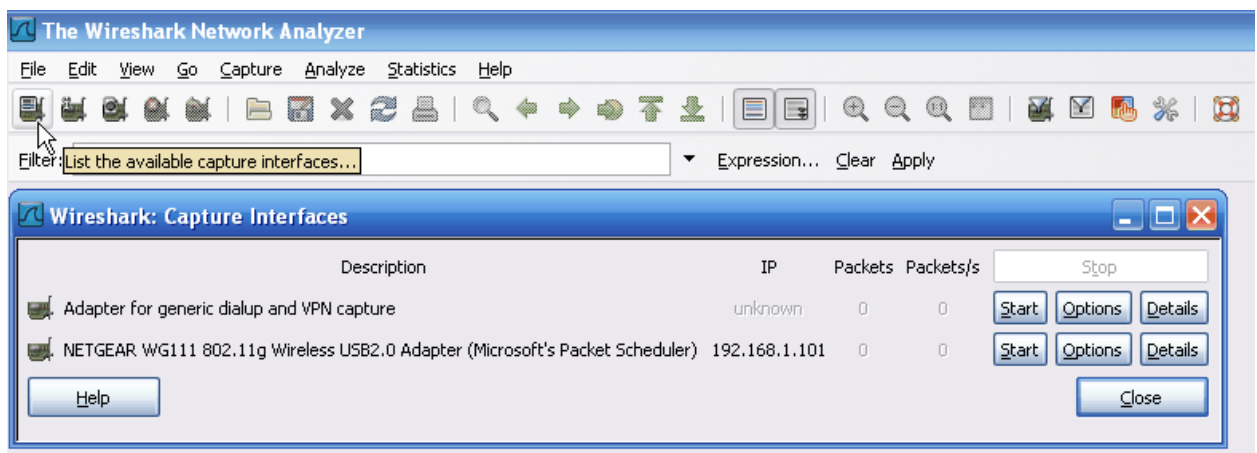 The Wireshark Network Analyzer
File Edit View Go Capture Analyze Statistics Help
Filter: List the available capture interfaces... Expression... Clear Apply
Wireshark: Capture Interfaces
Description IP Packets Packets/s Stop
Adapter for generic dialup and VPN capture unknown 0 0 Start Options Details
NETGEAR WG111 802.11g Wireless USB2.0 Adapter (Microsoft's Packet Scheduler) 192.168.1.101 0 0 Start Options Details
Help Close